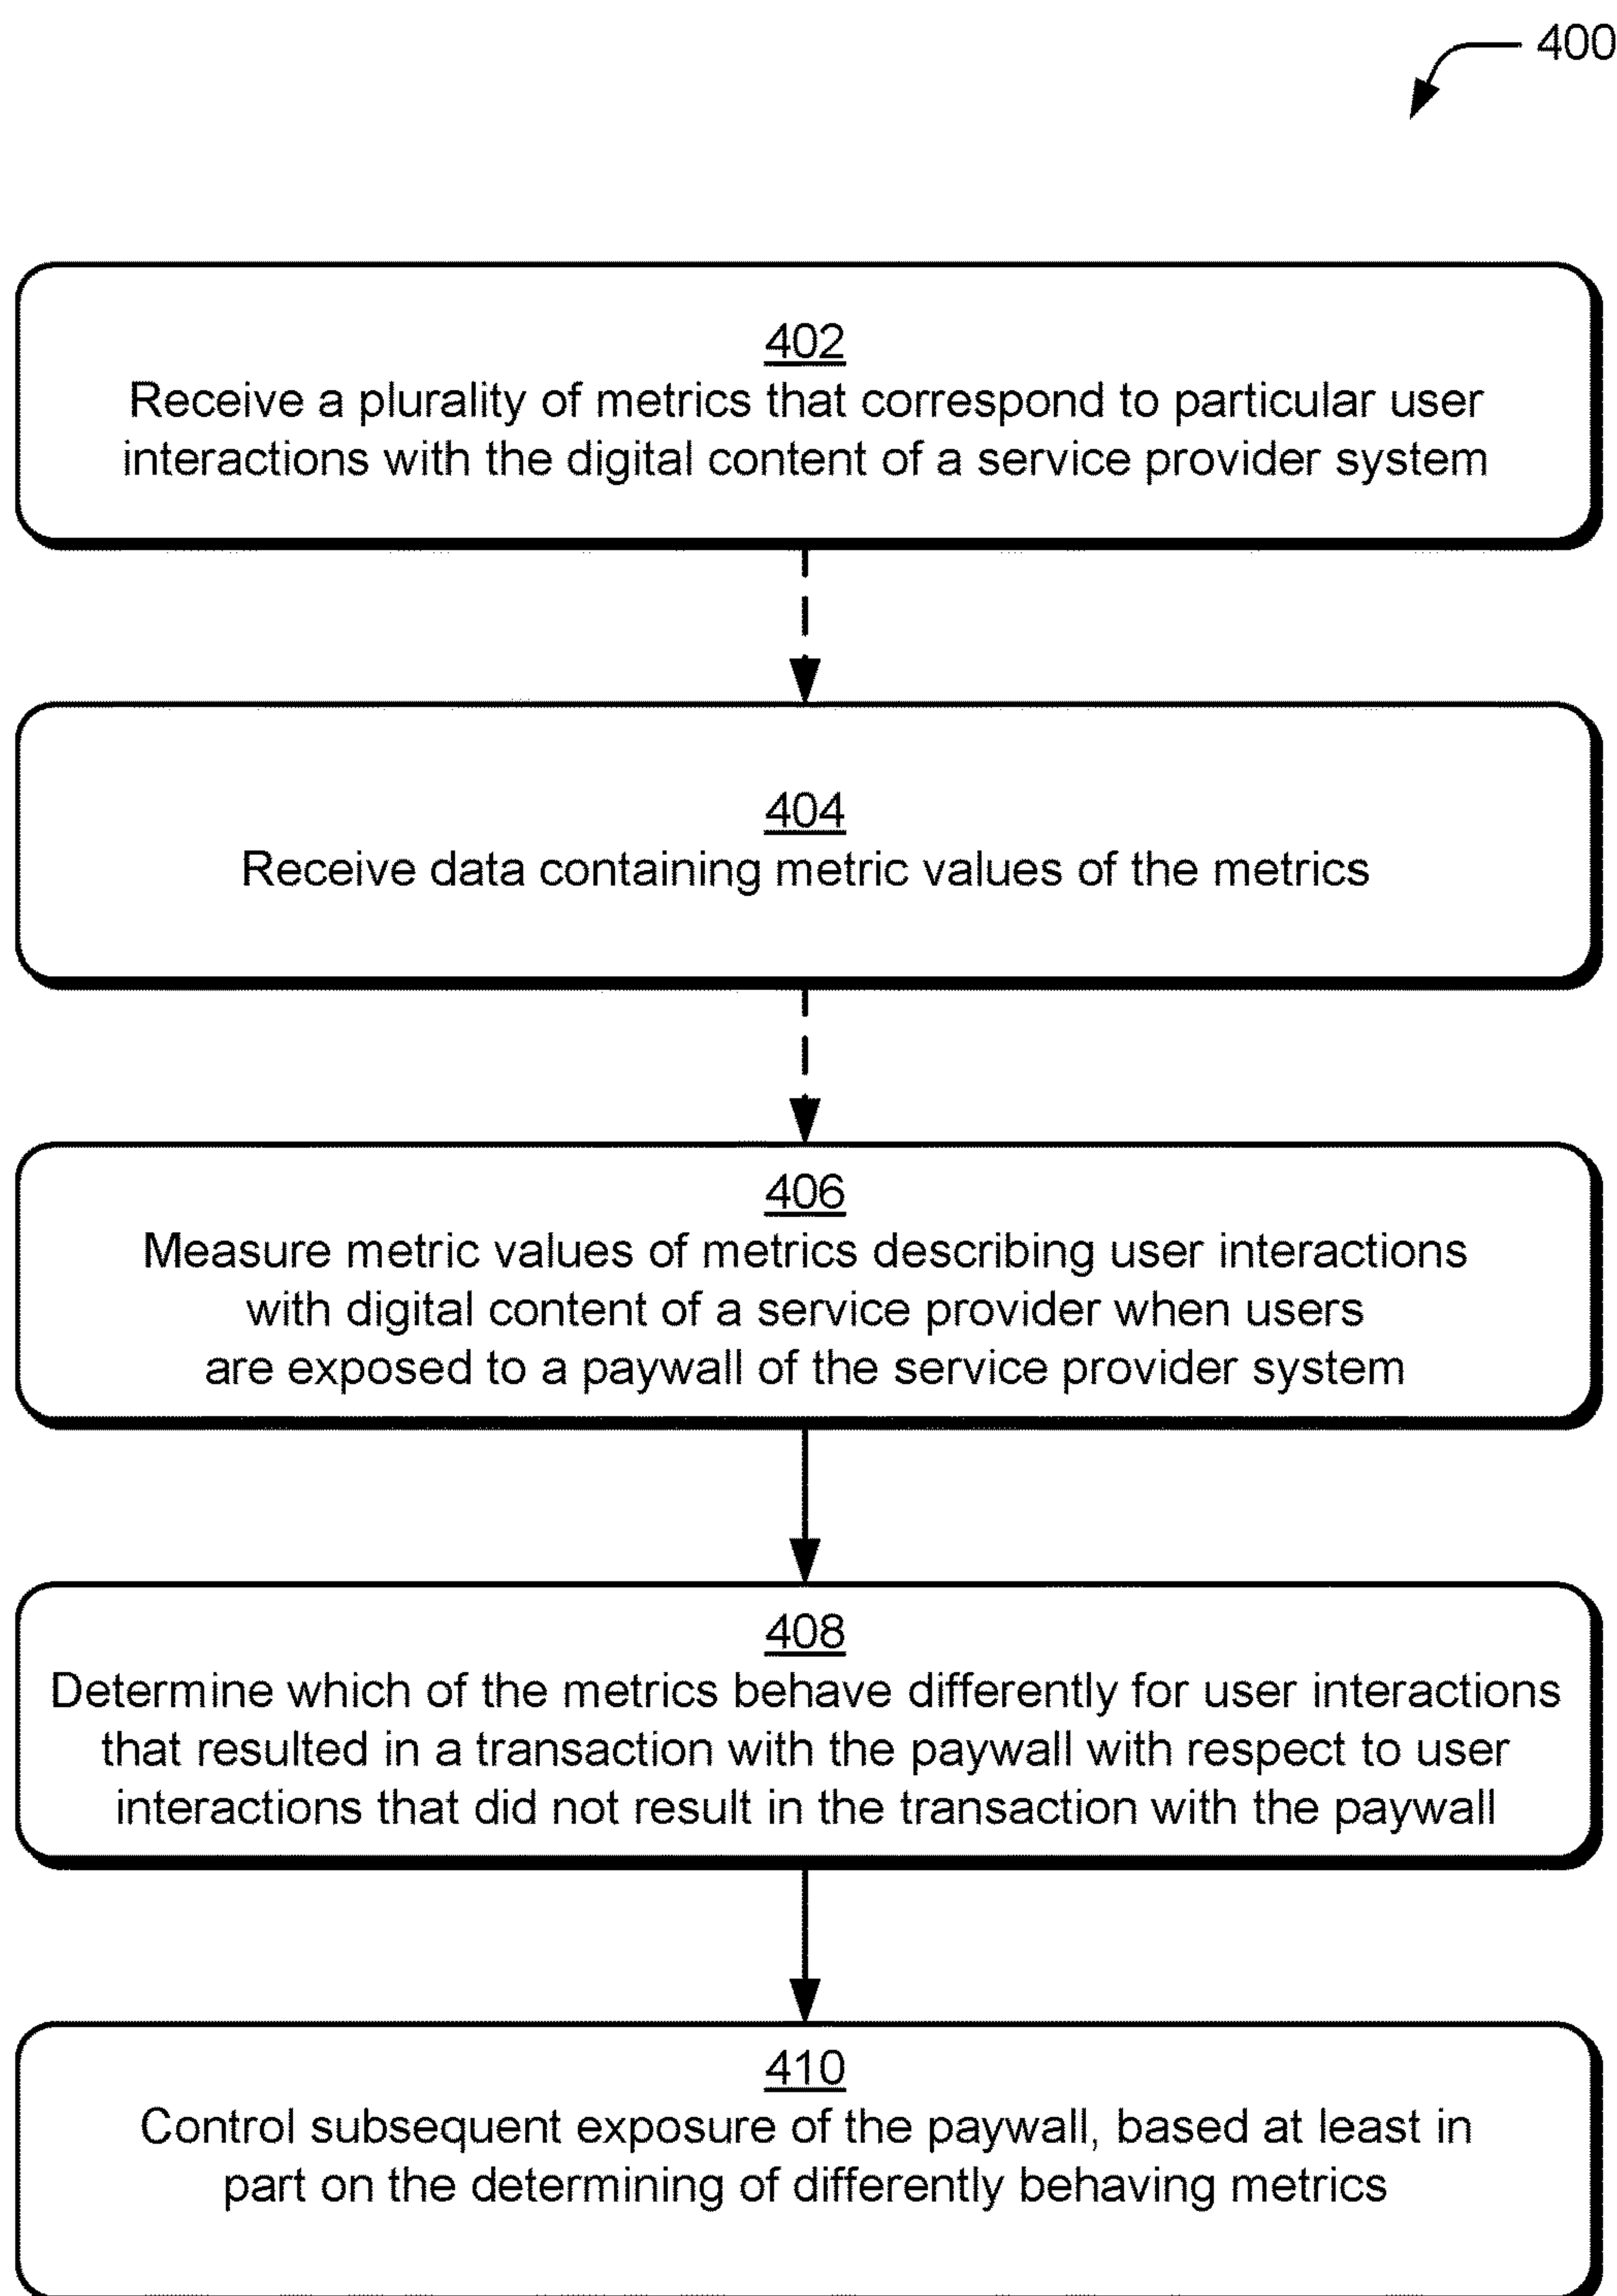 400
402
Receive a plurality of metrics that correspond to particular user
interactions with the digital content of a service provider system
404
Receive data containing metric values of the metrics
406
Measure metric values of metrics describing user interactions
with digital content of a service provider when users
are exposed to a paywall of the service provider system
408
Determine which of the metrics behave differently for user interactions
that resulted in a transaction with the paywall with respect to user
interactions that did not result in the transaction with the paywall
410
Control subsequent exposure of the paywall, based at least in
part on the determining of differently behaving metrics